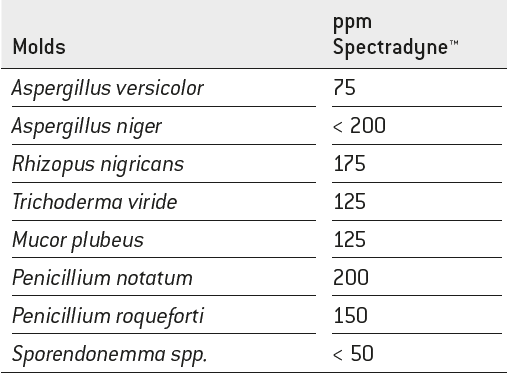 Molds ppm
Spectradyne™
Aspergillus versicolor 75
Aspergillus niger < 200
Rhizopus nigricans 175
Trichoderma viride 125
Mucor plubeus 125
Penicillium notatum 200
Penicillium roqueforti 150
Sporendonemma spp. < 50